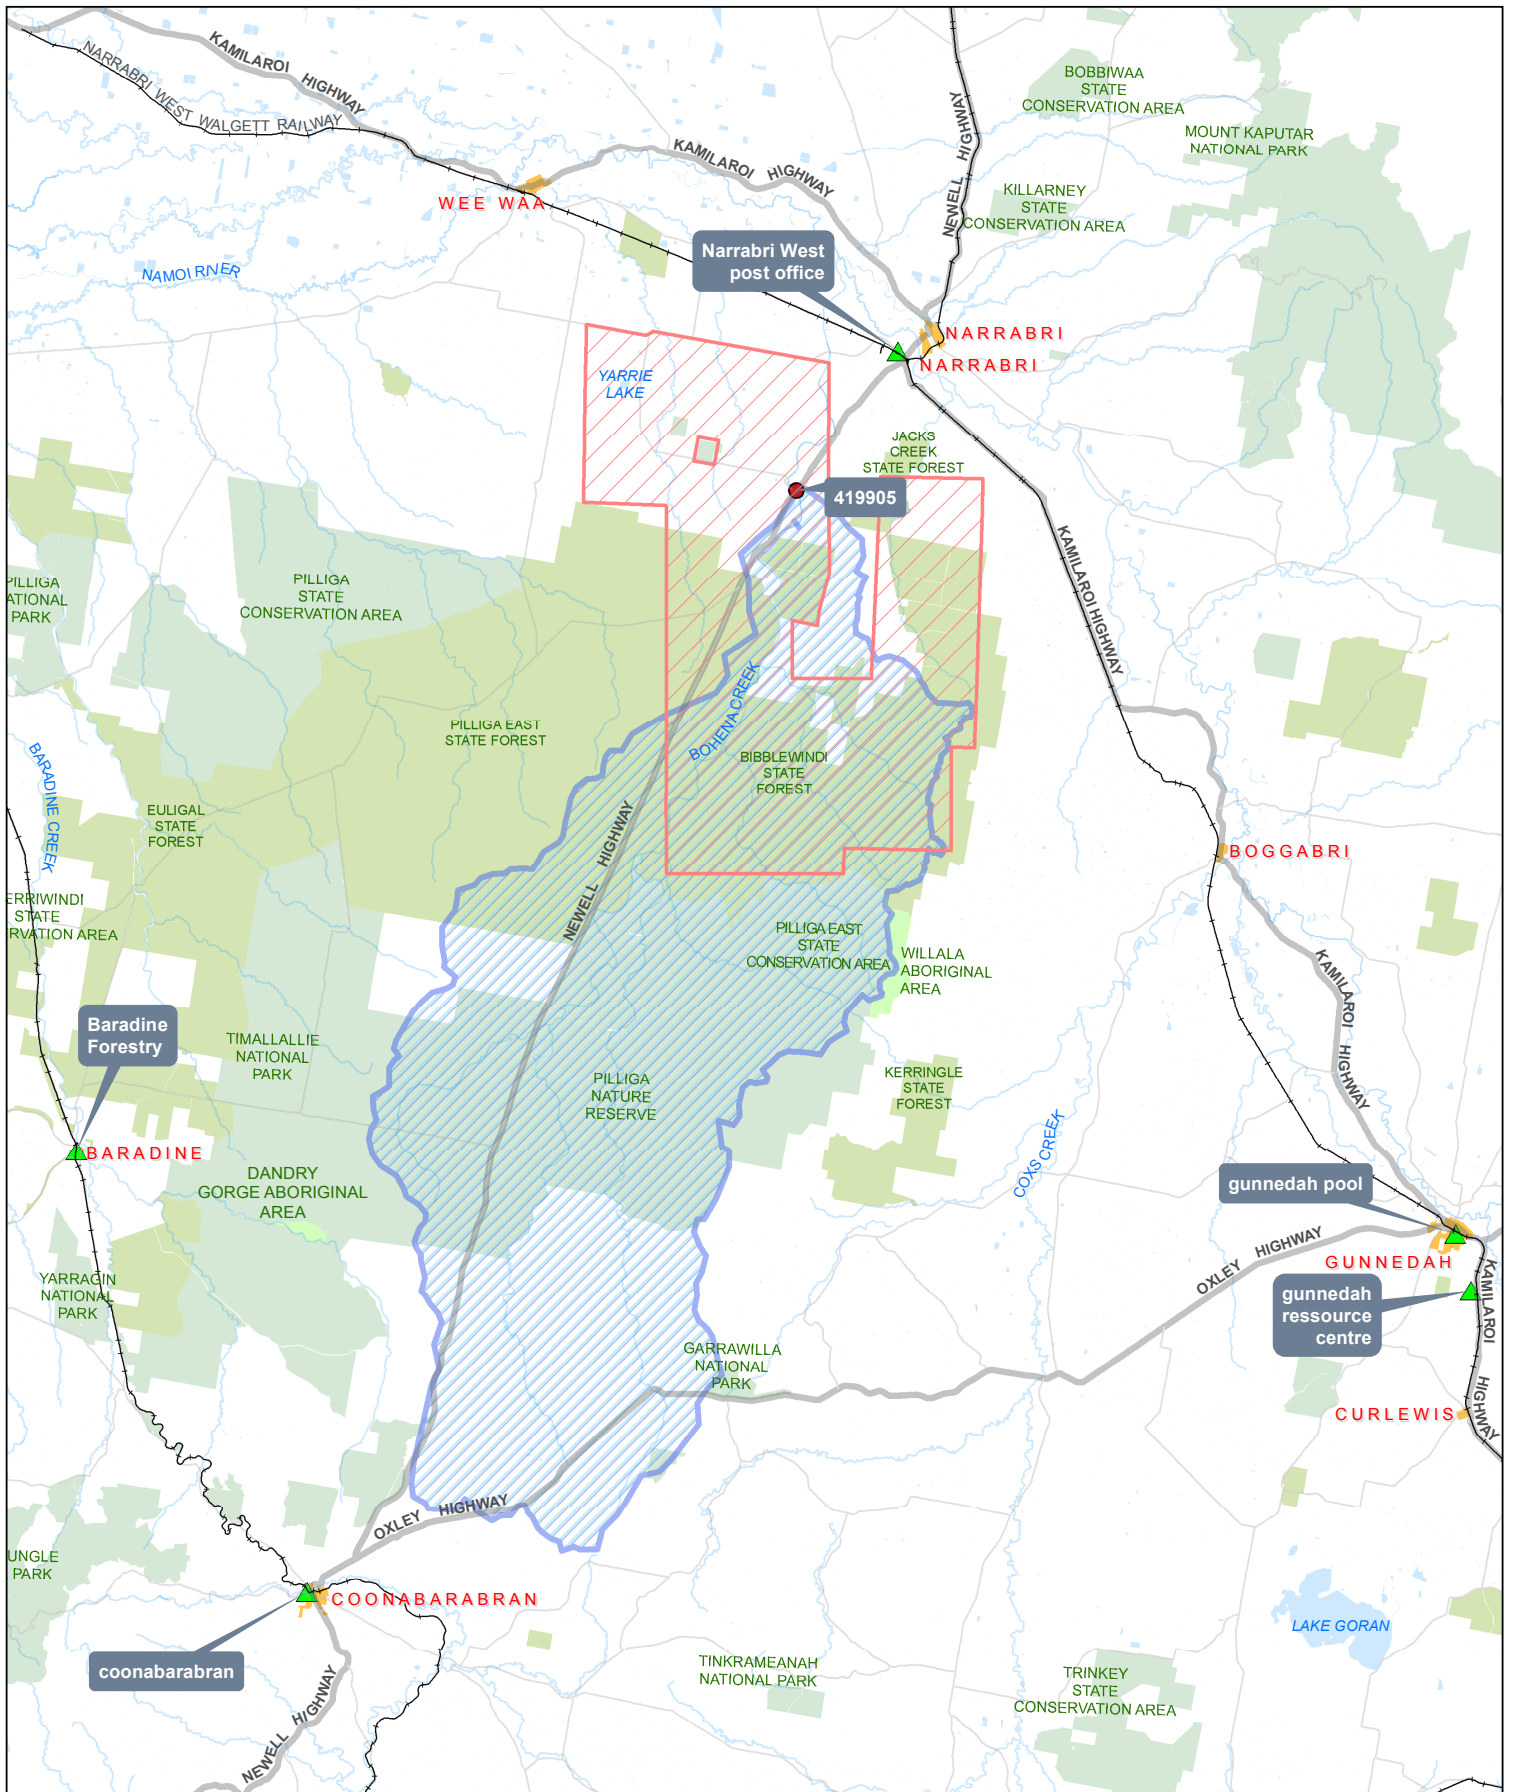 KAMILAROI HIGHWAY
NARRABRI WEST WALGETT RAILWAY
NEWELL HIGHWAY
BOBBIWAA
STATE
CONSERVATION AREA
MOUNT KAPUTAR
NATIONAL PARK
KAMILAROI HIGHWAY
WEE WAA
KILLARNEY
STATE
CONSERVATION AREA
NAMOI RIVER
Narrabri West
post office
NARRABRI
NARRABRI
YARRIE
LAKE
JACKS
CREEK
STATE FOREST
419905
KAMILAROI HIGHWAY
PILLIGA
ATIONAL
PARK
PILLIGA
STATE
CONSERVATION AREA
BOHENA CREEK
PILLIGA EAST
STATE FOREST
BIBBLEWINDI
STATE
FOREST
BARADINE CREEK
EULIGAL
STATE
FOREST
NEWELL HIGHWAY
BOGGABRI
ERRIWINDI
STATE
RVATION AREA
PILLIGA EAST
STATE
CONSERVATION AREA
WILLALA
ABORIGINAL
AREA
KAMILAROI HIGHWAY
Baradine
Forestry
TIMALLALLIE
NATIONAL
PARK
PILLIGA
NATURE
RESERVE
KERRINGLE
STATE
FOREST
COXS CREEK
BARADINE
DANDRY
GORGE ABORIGINAL
AREA
gunnedah pool
OXLEY HIGHWAY
GUNNEDAH
YARRAGIN
NATIONAL
PARK
gunnedah
ressource
centre
KAMILAROI HIGHWAY
GARRAWILLA
NATIONAL
PARK
CURLEWIS
OXLEY HIGHWAY
UNGLE
PARK
COONABARABRAN
LAKE GORAN
coonabarabran
TINKRAMEANAH
NATIONAL PARK
TRINKEY
STATE
CONSERVATION AREA
NEWELL HIGHWAY